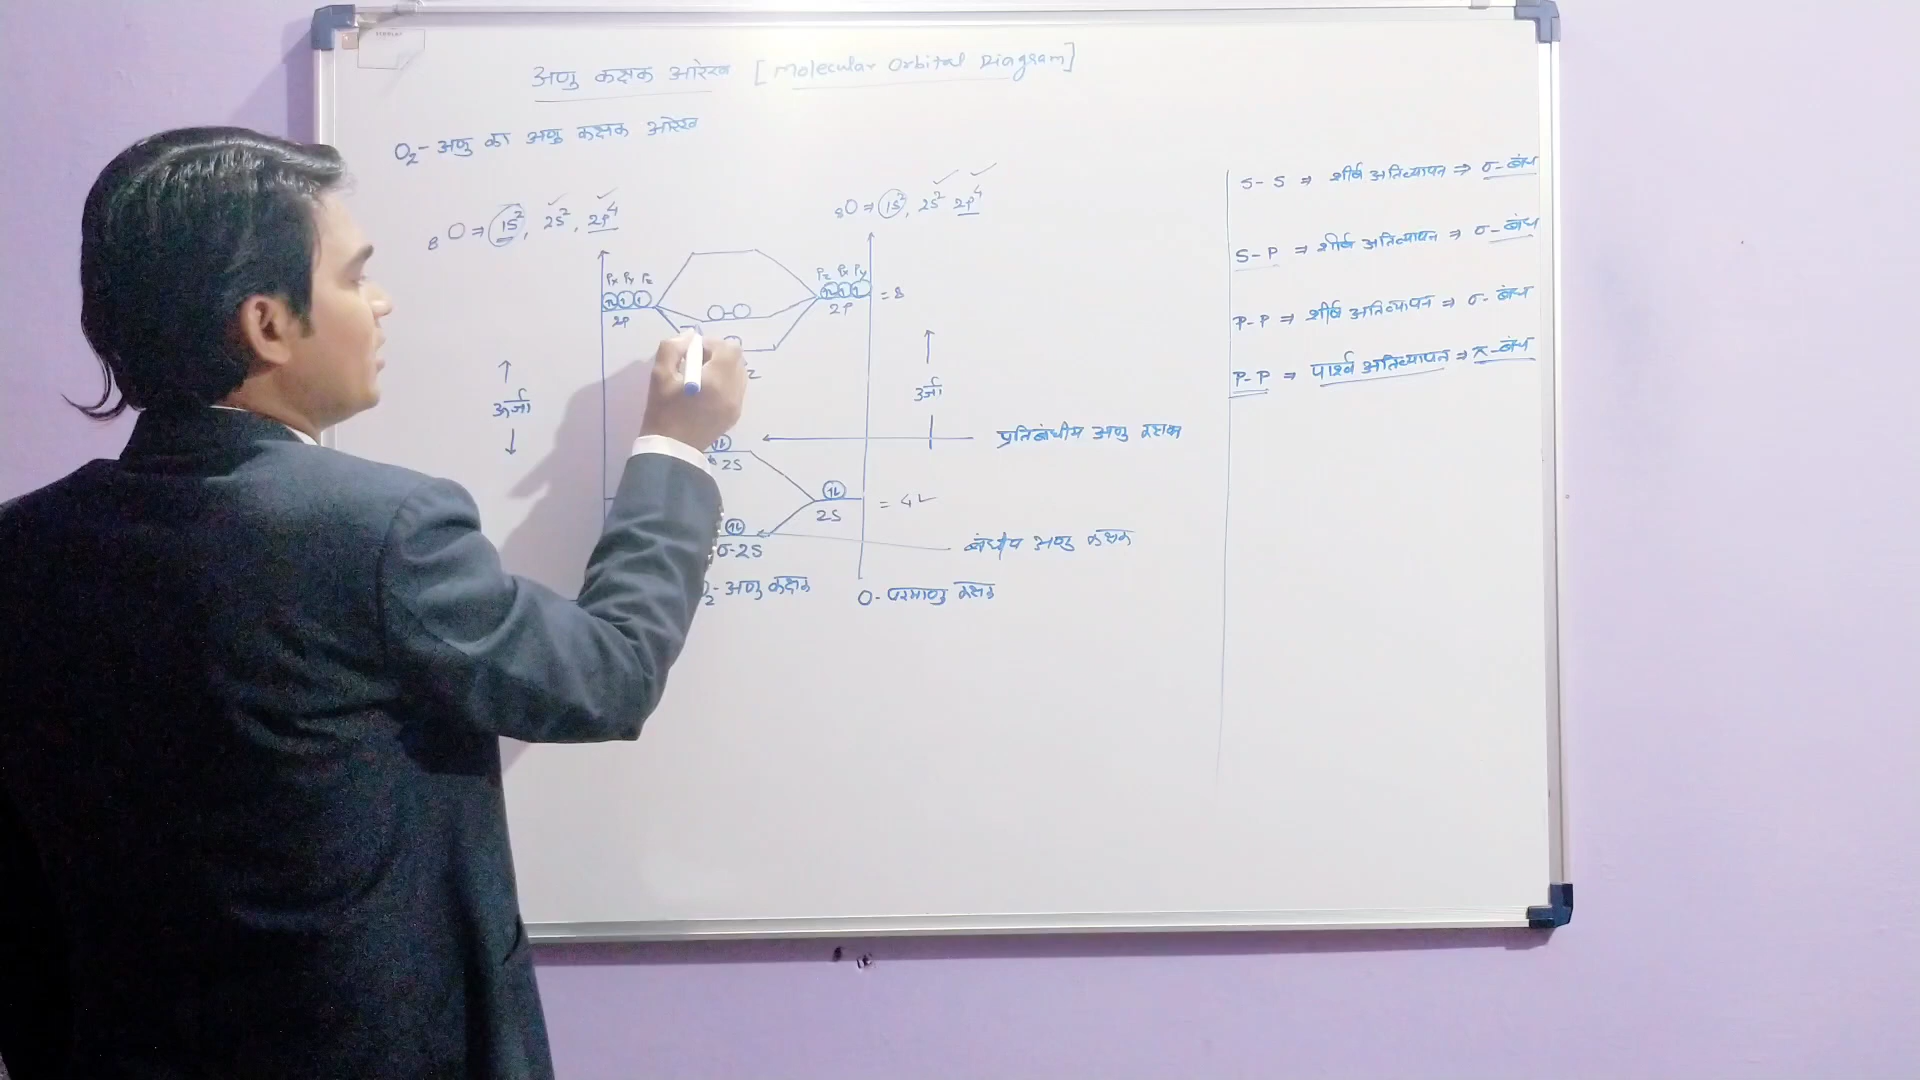 अणु कक्षक आरेख [Molecular Orbital Diagram]
O2- अणु का अणु कक्षक आरेख
8O ⇒ 1s², 2s², 2p⁴
8O ⇒ 1s², 2s² 2p⁴
Px Py Pz
2P
Pz Px Py
2P
= 8
ऊर्जा
ऊर्जा
2S
प्रतिबंधीय अणु कक्षक
2S
= 4
σ-2S
बंधीय अणु कक्षक
O2- अणु कक्षक
O- परमाणु कक्षक
S-S ⇒ शीर्ष अतिव्यापन ⇒ σ-बंध
S-P ⇒ शीर्ष अतिव्यापन ⇒ σ-बंध
P-P ⇒ शीर्ष अतिव्यापन ⇒ σ-बंध
P-P ⇒ पार्श्व अतिव्यापन ⇒ π-बंध